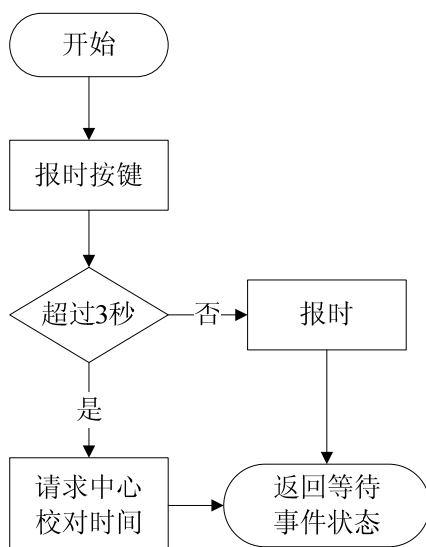 开始
报时按键
超过3秒
否
报时
是
请求中心
校对时间
返回等待
事件状态